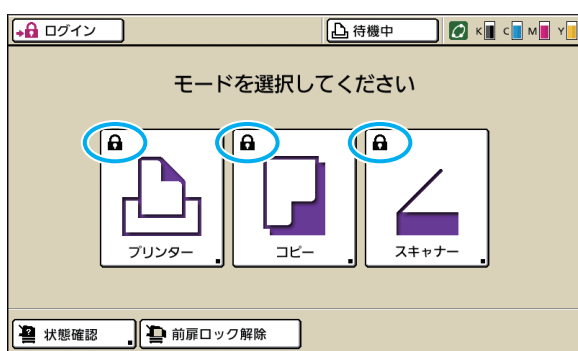 ログイン
待機中
K C M Y
モードを選択してください
プリンター
コピー
スキャナー
状態確認
前扉ロック解除